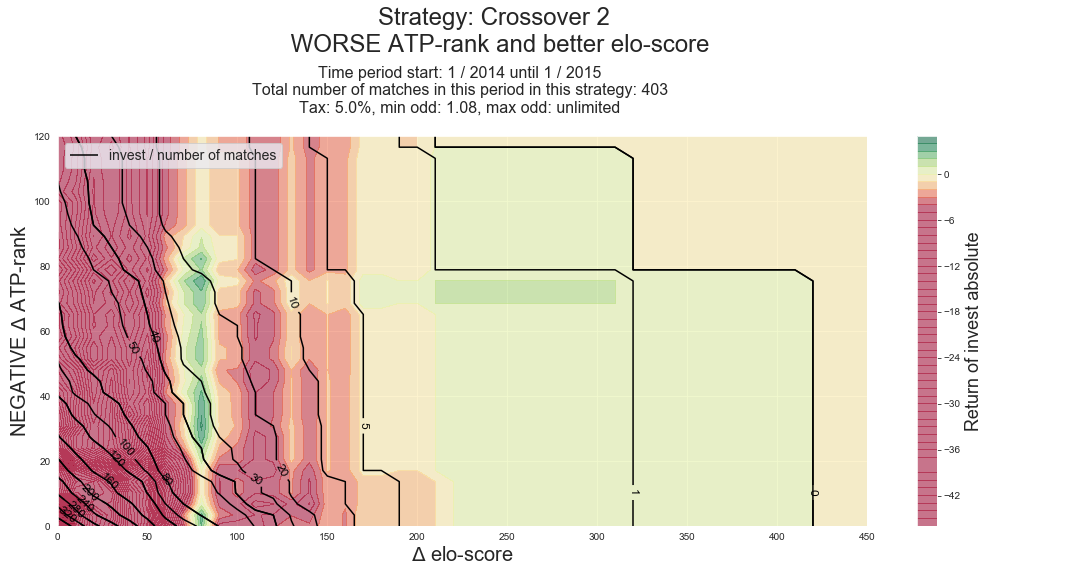 Strategy: Crossover 2
WORSE ATP-rank and better elo-score
Time period start: 1 / 2014 until 1 / 2015
Total number of matches in this period in this strategy: 403
Tax: 5.0%, min odd: 1.08, max odd: unlimited
invest / number of matches
NEGATIVE Δ ATP-rank
120
100
80
60
40
20
0
0 50 100 150 200 250 300 350 400 450
Δ elo-score
10
40
50
5
100
120
160
80
30
20
200
240
1
0
0
−6
−12
−18
−24
−30
−36
−42
Return of invest absolute